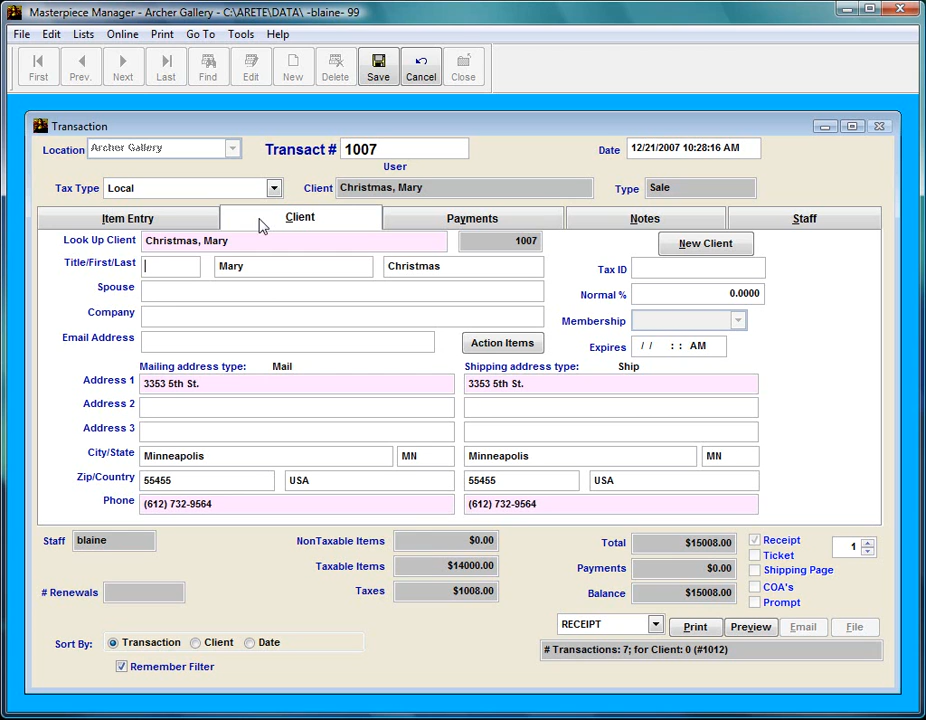 Masterpiece Manager - Archer Gallery - C:\ARETE\DATA\ -blaine- 99
File Edit Lists Online Print Go To Tools Help
First Prev. Next Last Find Edit New Delete Save Cancel Close
Transaction
Location Archer Gallery Transact # 1007 Date 12/21/2007 10:28:16 AM
User
Tax Type Local Client Christmas, Mary Type Sale
Item Entry Client Payments Notes Staff
Look Up Client Christmas, Mary 1007 New Client
Title/First/Last Mary Christmas Tax ID
Spouse Normal % 0.0000
Company Membership
Email Address Action Items Expires / / : : AM
Mailing address type: Mail Shipping address type: Ship
Address 1 3353 5th St. 3353 5th St.
Address 2
Address 3
City/State Minneapolis MN Minneapolis MN
Zip/Country 55455 USA 55455 USA
Phone (612) 732-9564 (612) 732-9564
Staff blaine NonTaxable Items $0.00 Total $15008.00 Receipt 1
Ticket
Taxable Items $14000.00 Payments $0.00 Shipping Page
# Renewals Taxes $1008.00 Balance $15008.00 COA's
Prompt
RECEIPT Print Preview Email File
Sort By: Transaction Client Date # Transactions: 7; for Client: 0 (#1012)
Remember Filter